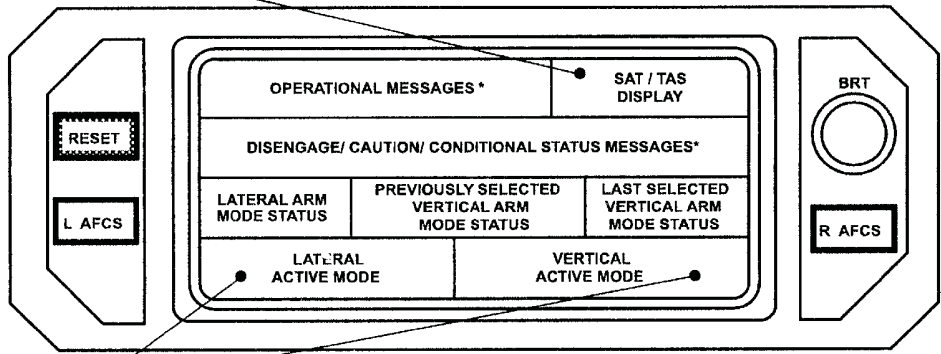 OPERATIONAL MESSAGES *
SAT / TAS
DISPLAY
BRT
RESET
DISENGAGE/ CAUTION/ CONDITIONAL STATUS MESSAGES*
LATERAL ARM
MODE STATUS
PREVIOUSLY SELECTED
VERTICAL ARM
MODE STATUS
LAST SELECTED
VERTICAL ARM
MODE STATUS
L AFCS
R AFCS
LATERAL
ACTIVE MODE
VERTICAL
ACTIVE MODE